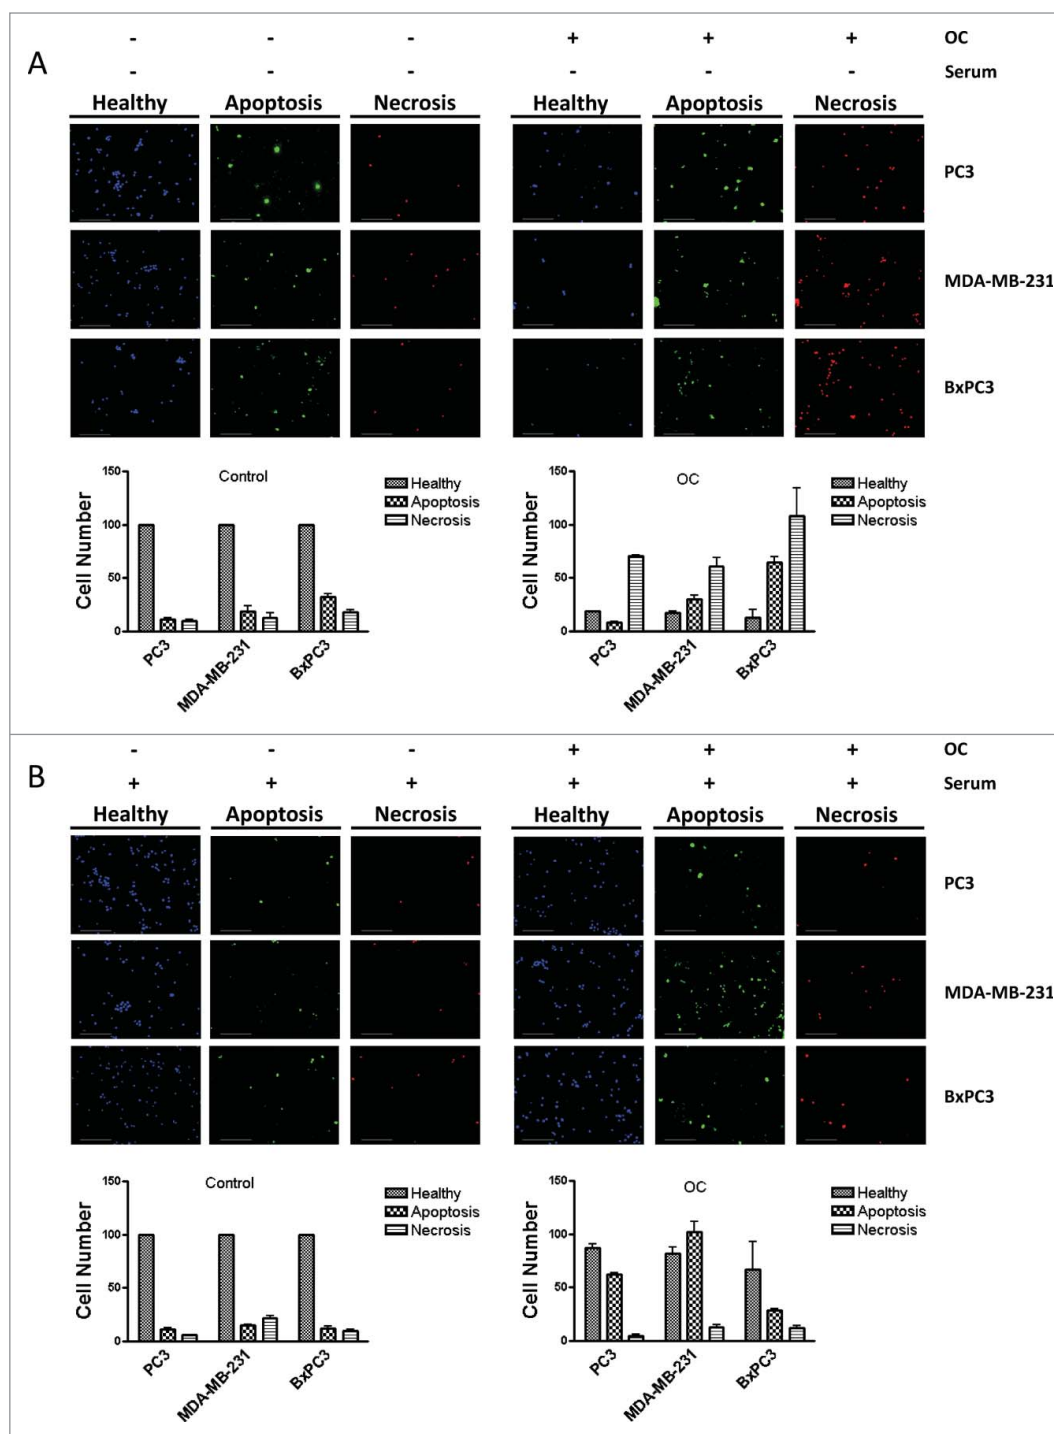 - - - + + + OC
A
- - - - - - Serum
Healthy Apoptosis Necrosis Healthy Apoptosis Necrosis
PC3
MDA-MB-231
BxPC3
150
100
50
0
Cell Number
Control
Healthy
Apoptosis
Necrosis
PC3
MDA-MB-231
BxPC3
150
100
50
0
Cell Number
OC
Healthy
Apoptosis
Necrosis
PC3
MDA-MB-231
BxPC3
- - - + + + OC
B
+ + + + + + Serum
Healthy Apoptosis Necrosis Healthy Apoptosis Necrosis
PC3
MDA-MB-231
BxPC3
150
100
50
0
Cell Number
Control
Healthy
Apoptosis
Necrosis
PC3
MDA-MB-231
BxPC3
150
100
50
0
Cell Number
OC
Healthy
Apoptosis
Necrosis
PC3
MDA-MB-231
BxPC3